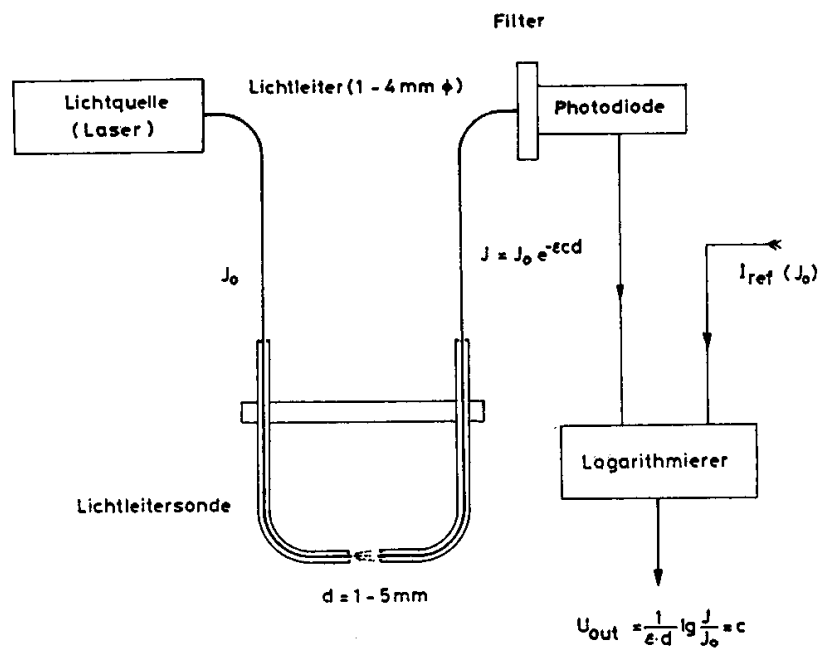 Filter
Lichtleiter (1 - 4 mm ϕ)
Lichtquelle
(Laser)
Photodiode
J = J₀ e^-εcd
J₀
I_ref (J₀)
Logarithmierer
Lichtleitersonde
d = 1 - 5 mm
U_out = 1/(ε·d) lg J/J₀ = c